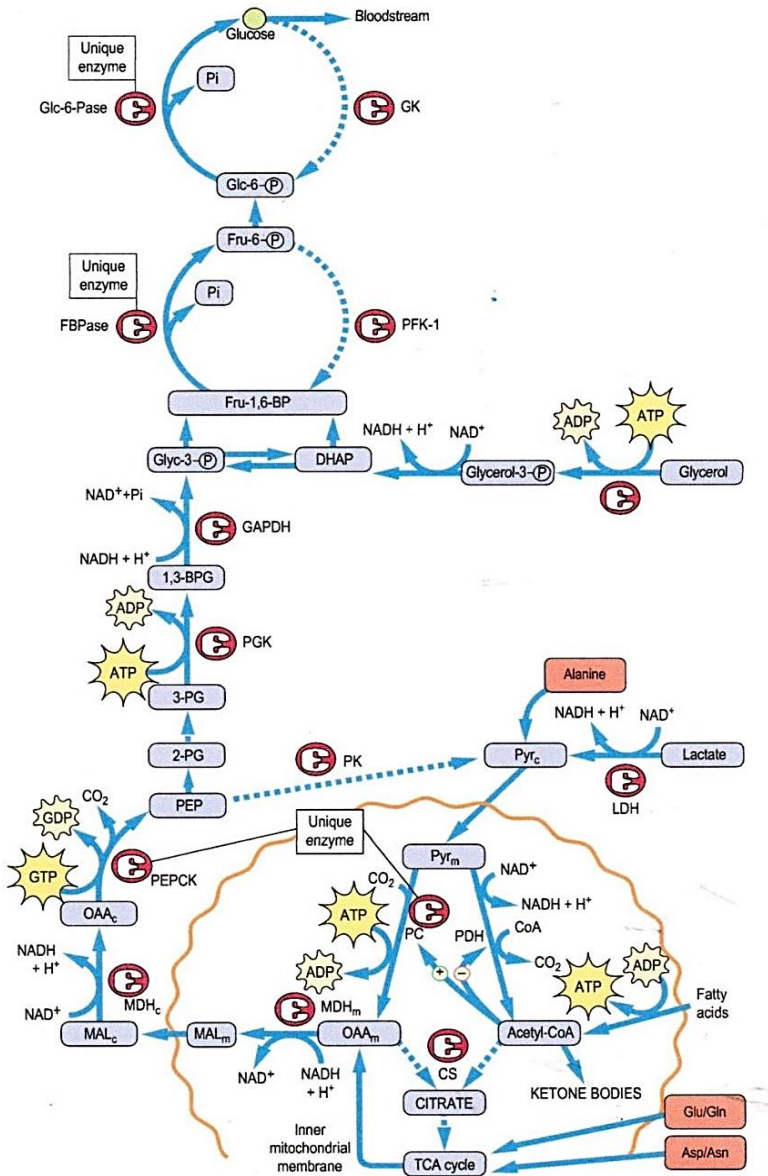 Glucose
Bloodstream
Unique
enzyme
Glc-6-Pase
Pi
GK
Glc-6-P
Fru-6-P
Unique
enzyme
Pi
FBPase
PFK-1
Fru-1,6-BP
Glyc-3-P
DHAP
NADH + H⁺
NAD⁺
Glycerol-3-P
ADP
ATP
Glycerol
NAD⁺+Pi
GAPDH
NADH + H⁺
1,3-BPG
ADP
PGK
ATP
3-PG
2-PG
PEP
PK
Alanine
NADH + H⁺
NAD⁺
Pyrc
Lactate
LDH
CO₂
GDP
GTP
PEPCK
Unique
enzyme
OAAc
NADH
+ H⁺
NAD⁺
MDHc
MALc
MALm
Pyrm
CO₂
ATP
PC
ADP
NAD⁺
NADH + H⁺
PDH
CoA
CO₂
+
−
ATP
ADP
Fatty
acids
MDHm
OAAm
NAD⁺
NADH
+ H⁺
CS
Acetyl-CoA
KETONE BODIES
CITRATE
Inner
mitochondrial
membrane
TCA cycle
Glu/Gln
Asp/Asn